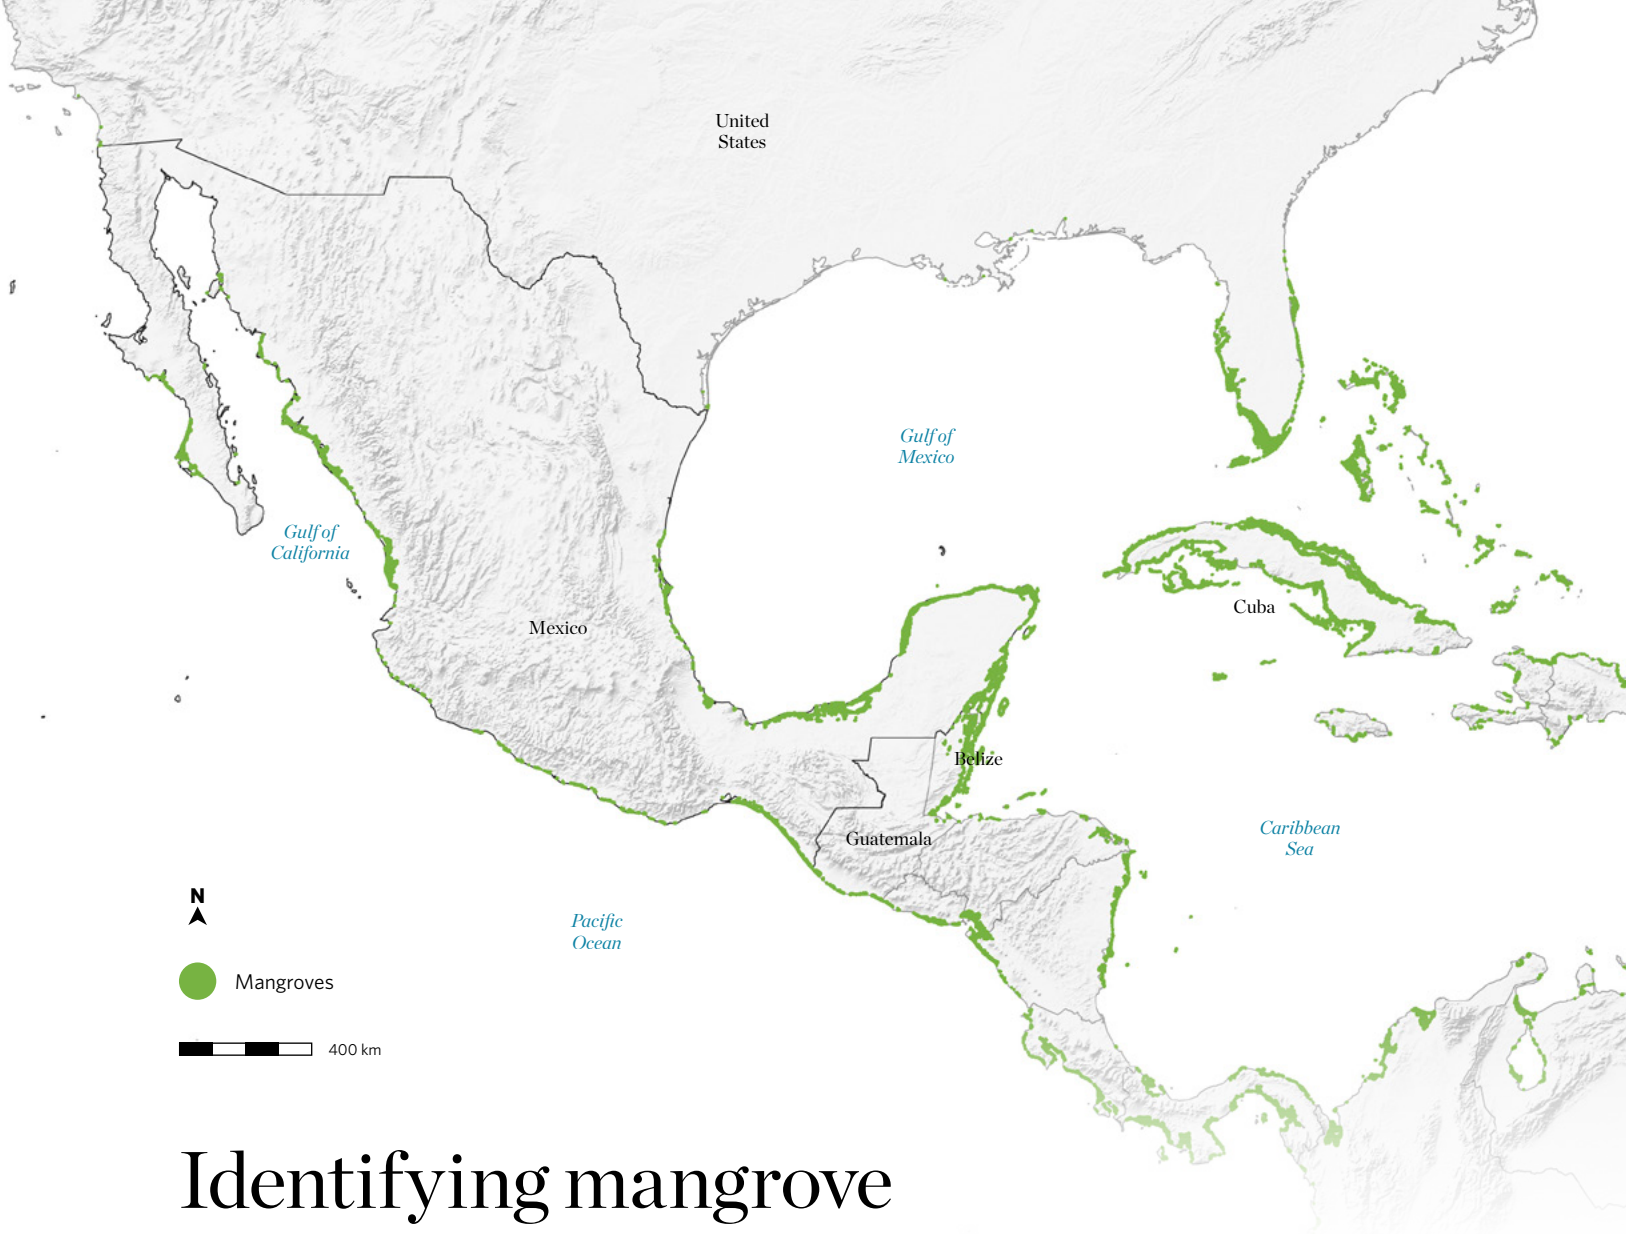 United
States
Gulf of
Mexico
Gulf of
California
Cuba
Mexico
Belize
Caribbean
Sea
Guatemala
N
Pacific
Ocean
Mangroves
400 km
Identifying mangrove